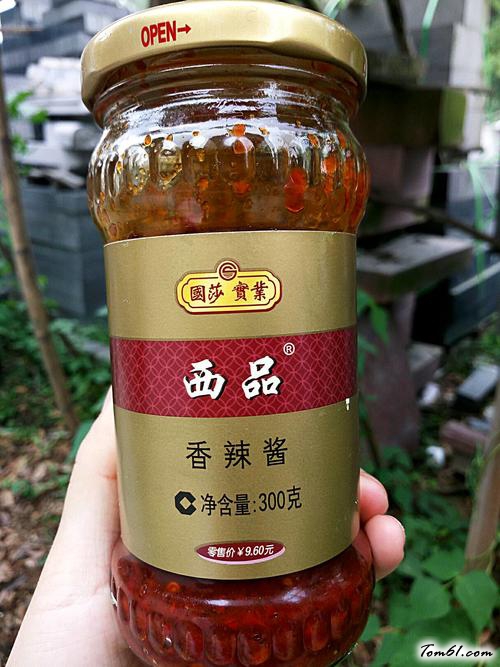 OPEN→
國莎 實業
西品®
香辣酱
净含量:300克
零售价￥9.60元
Tom61.com